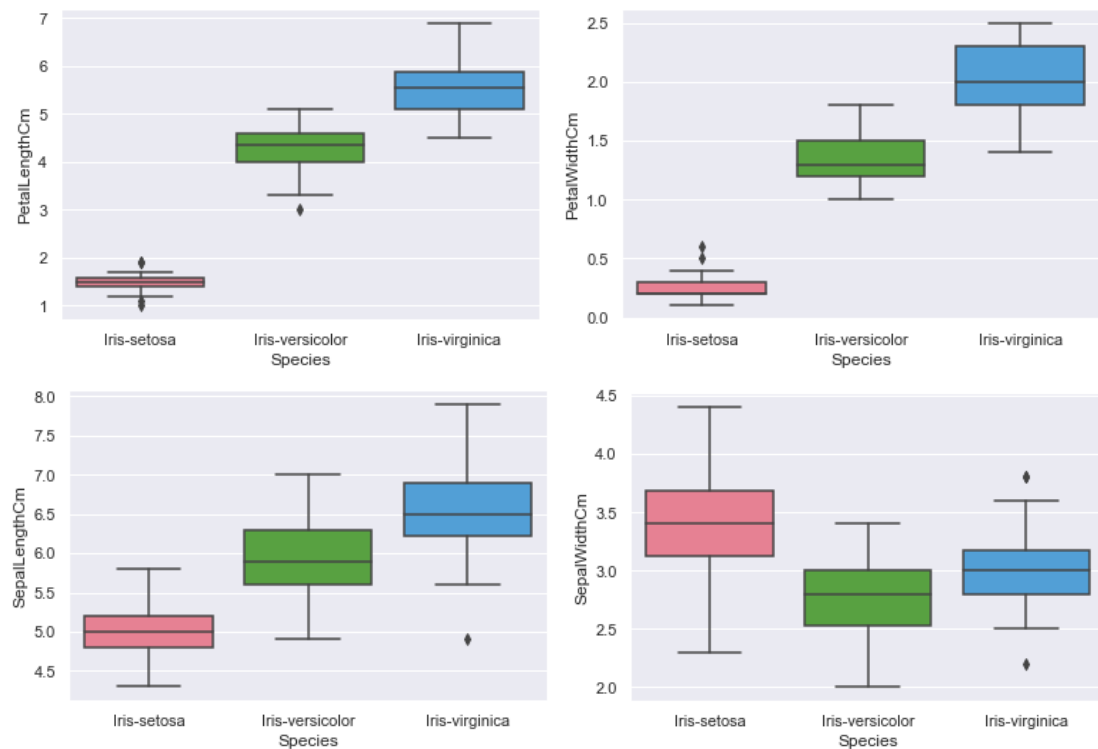 PetalLengthCm
7
6
5
4
3
2
1
Iris-setosa Iris-versicolor Iris-virginica
Species
PetalWidthCm
2.5
2.0
1.5
1.0
0.5
0.0
Iris-setosa Iris-versicolor Iris-virginica
Species
SepalLengthCm
8.0
7.5
7.0
6.5
6.0
5.5
5.0
4.5
Iris-setosa Iris-versicolor Iris-virginica
Species
SepalWidthCm
4.5
4.0
3.5
3.0
2.5
2.0
Iris-setosa Iris-versicolor Iris-virginica
Species